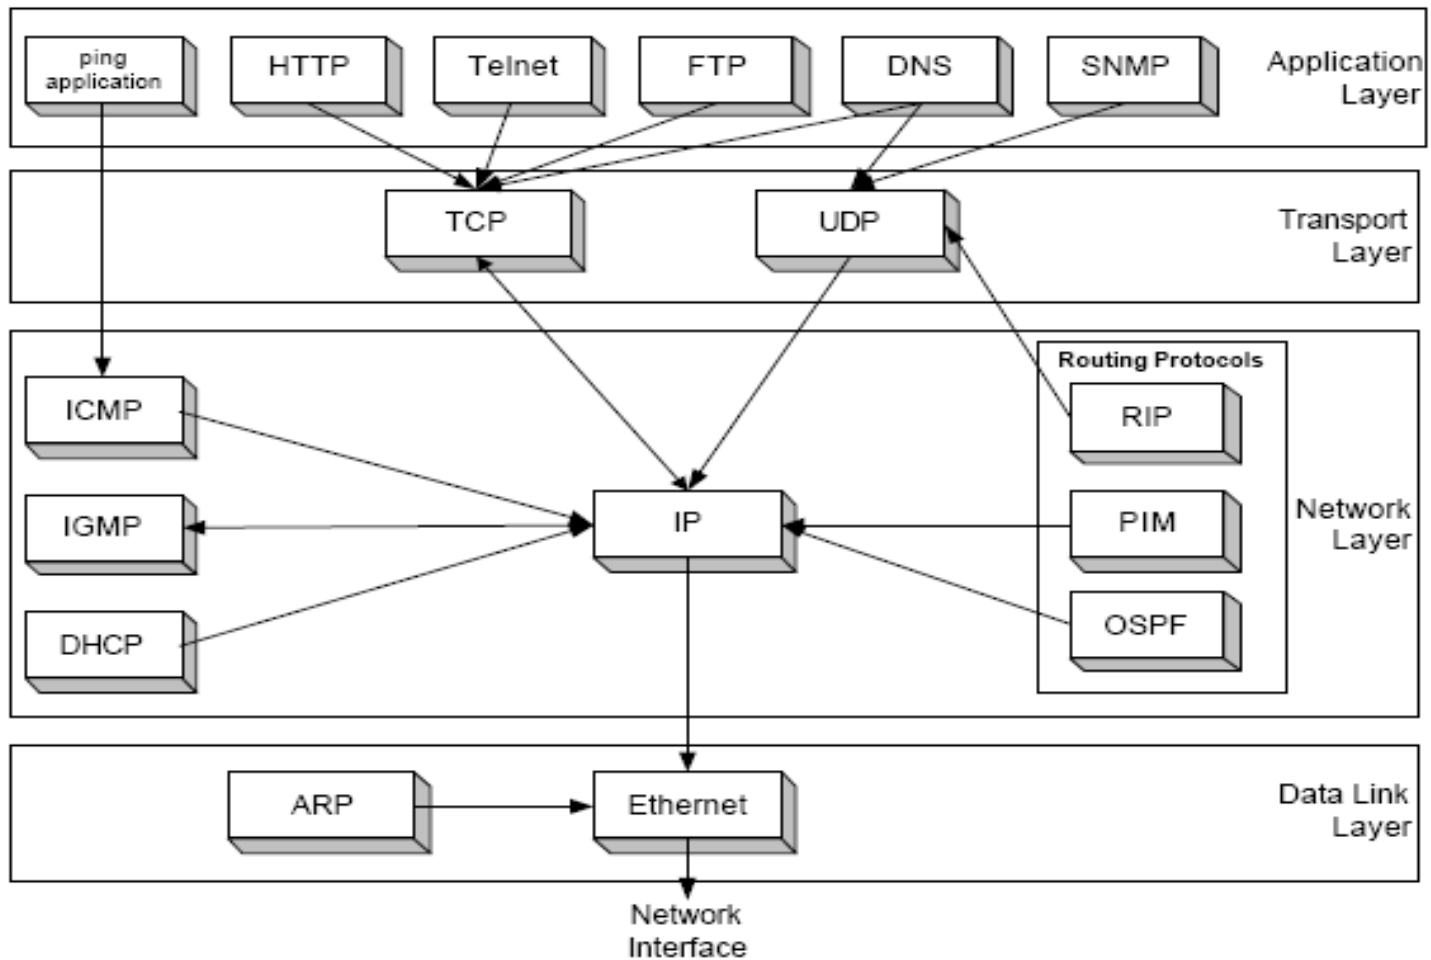 ping
application
HTTP
Telnet
FTP
DNS
SNMP
Application
Layer
TCP
UDP
Transport
Layer
Routing Protocols
ICMP
RIP
IGMP
IP
PIM
Network
Layer
DHCP
OSPF
ARP
Ethernet
Data Link
Layer
Network
Interface